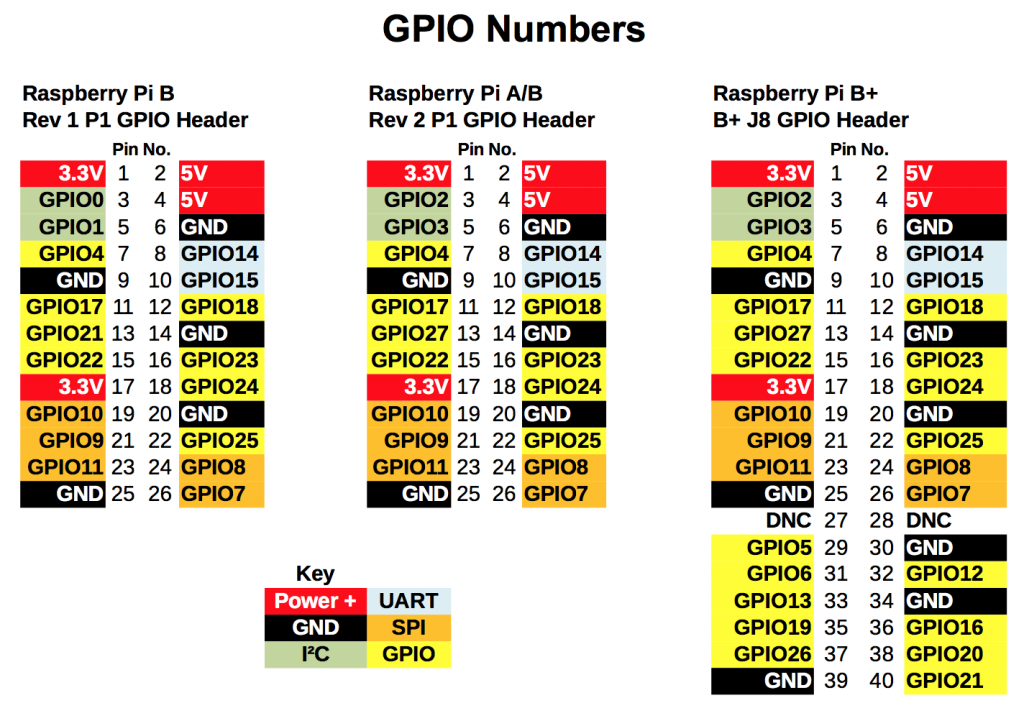 GPIO Numbers
Raspberry Pi B
Rev 1 P1 GPIO Header
Pin No.
3.3V 1 2 5V
GPIO0 3 4 5V
GPIO1 5 6 GND
GPIO4 7 8 GPIO14
GND 9 10 GPIO15
GPIO17 11 12 GPIO18
GPIO21 13 14 GND
GPIO22 15 16 GPIO23
3.3V 17 18 GPIO24
GPIO10 19 20 GND
GPIO9 21 22 GPIO25
GPIO11 23 24 GPIO8
GND 25 26 GPIO7
Raspberry Pi A/B
Rev 2 P1 GPIO Header
Pin No.
3.3V 1 2 5V
GPIO2 3 4 5V
GPIO3 5 6 GND
GPIO4 7 8 GPIO14
GND 9 10 GPIO15
GPIO17 11 12 GPIO18
GPIO27 13 14 GND
GPIO22 15 16 GPIO23
3.3V 17 18 GPIO24
GPIO10 19 20 GND
GPIO9 21 22 GPIO25
GPIO11 23 24 GPIO8
GND 25 26 GPIO7
Raspberry Pi B+
B+ J8 GPIO Header
Pin No.
3.3V 1 2 5V
GPIO2 3 4 5V
GPIO3 5 6 GND
GPIO4 7 8 GPIO14
GND 9 10 GPIO15
GPIO17 11 12 GPIO18
GPIO27 13 14 GND
GPIO22 15 16 GPIO23
3.3V 17 18 GPIO24
GPIO10 19 20 GND
GPIO9 21 22 GPIO25
GPIO11 23 24 GPIO8
GND 25 26 GPIO7
DNC 27 28 DNC
GPIO5 29 30 GND
GPIO6 31 32 GPIO12
GPIO13 33 34 GND
GPIO19 35 36 GPIO16
GPIO26 37 38 GPIO20
GND 39 40 GPIO21
Key
Power + UART
GND SPI
I²C GPIO